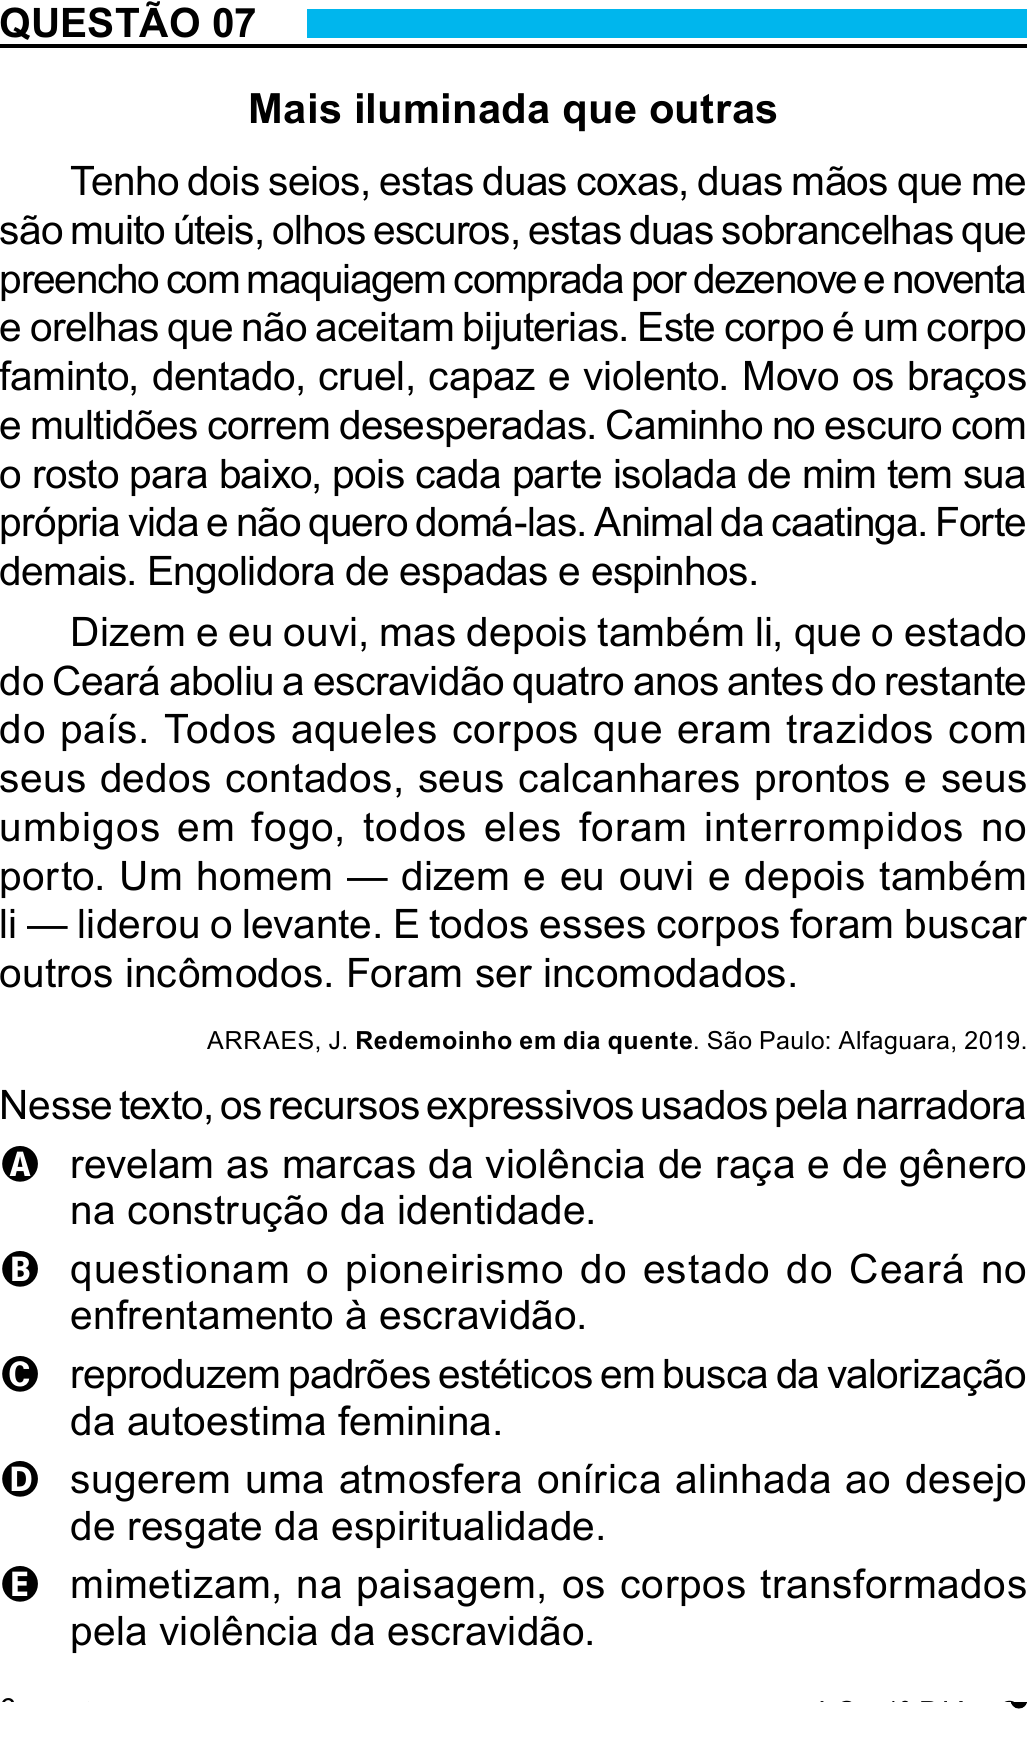 QUESTÃO 07
Mais iluminada que outras
Tenho dois seios, estas duas coxas, duas mãos que me
são muito úteis, olhos escuros, estas duas sobrancelhas que
preencho com maquiagem comprada por dezenove e noventa
e orelhas que não aceitam bijuterias. Este corpo é um corpo
faminto, dentado, cruel, capaz e violento. Movo os braços
e multidões correm desesperadas. Caminho no escuro com
o rosto para baixo, pois cada parte isolada de mim tem sua
própria vida e não quero domá-las. Animal da caatinga. Forte
demais. Engolidora de espadas e espinhos.
Dizem e eu ouvi, mas depois também li, que o estado
do Ceará aboliu a escravidão quatro anos antes do restante
do país. Todos aqueles corpos que eram trazidos com
seus dedos contados, seus calcanhares prontos e seus
umbigos em fogo, todos eles foram interrompidos no
porto. Um homem — dizem e eu ouvi e depois também
li — liderou o levante. E todos esses corpos foram buscar
outros incômodos. Foram ser incomodados.
ARRAES, J. Redemoinho em dia quente. São Paulo: Alfaguara, 2019.
Nesse texto, os recursos expressivos usados pela narradora
A revelam as marcas da violência de raça e de gênero
na construção da identidade.
B questionam o pioneirismo do estado do Ceará no
enfrentamento à escravidão.
C reproduzem padrões estéticos em busca da valorização
da autoestima feminina.
D sugerem uma atmosfera onírica alinhada ao desejo
de resgate da espiritualidade.
E mimetizam, na paisagem, os corpos transformados
pela violência da escravidão.